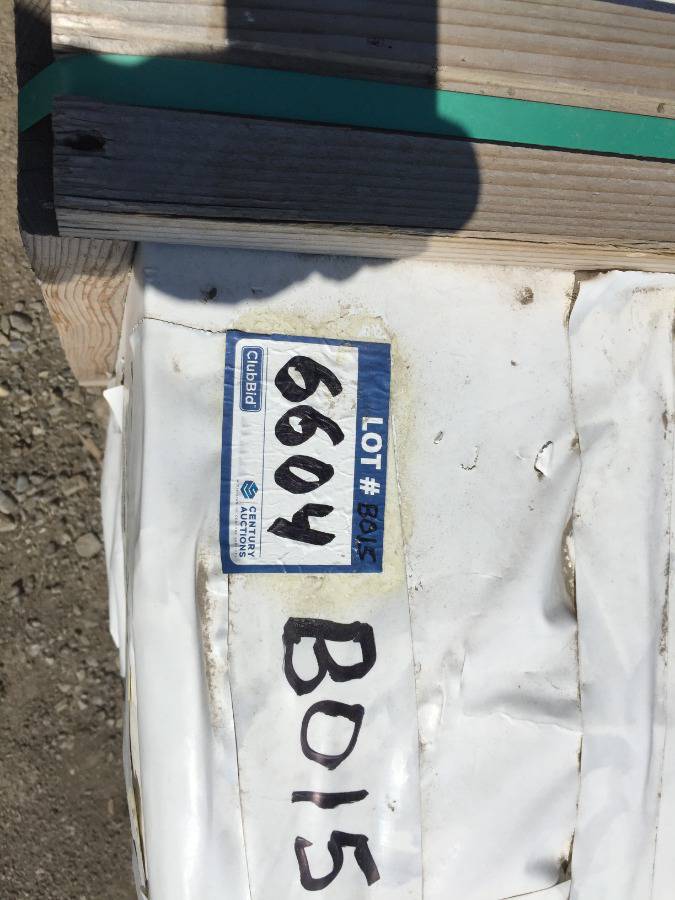 LOT # B015
6604
ClubBid
CENTURY
AUCTIONS
B015